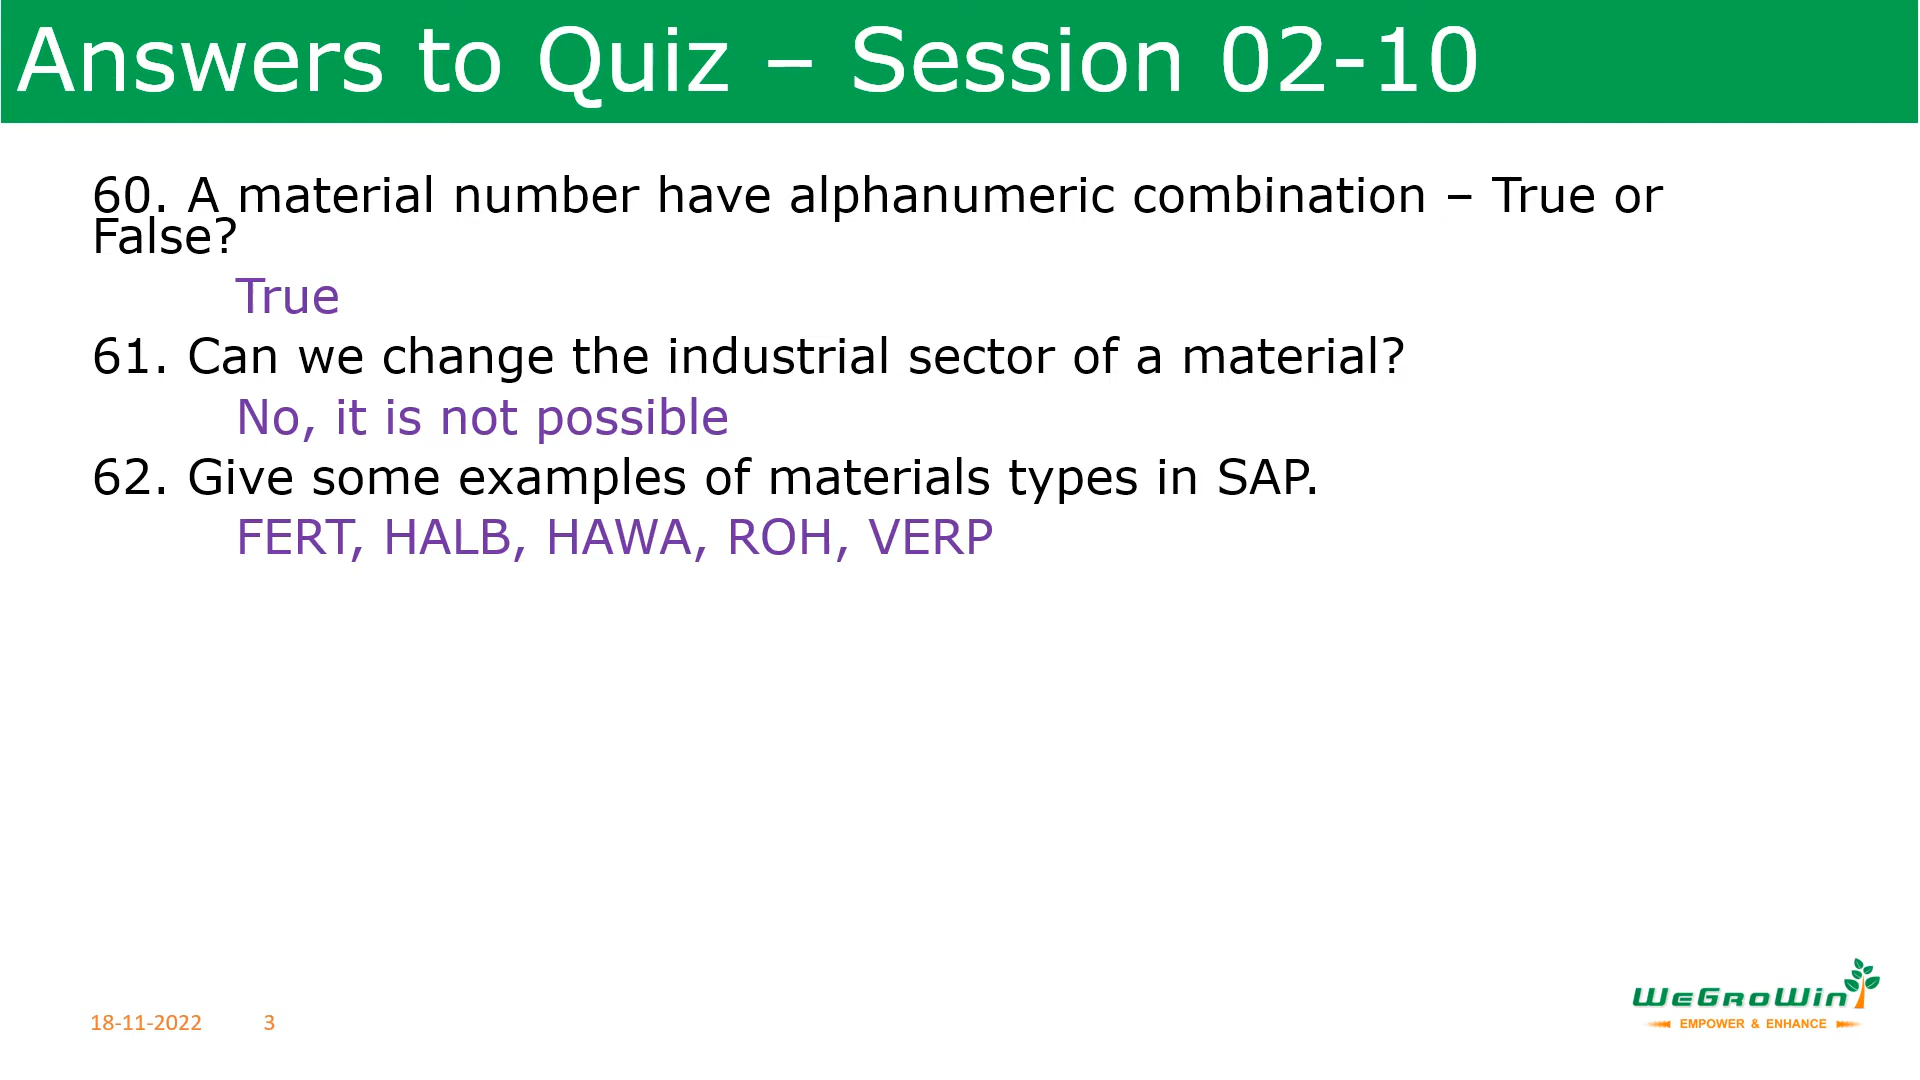 Answers to Quiz – Session 02-10
60. A material number have alphanumeric combination – True or
False?
True
61. Can we change the industrial sector of a material?
No, it is not possible
62. Give some examples of materials types in SAP.
FERT, HALB, HAWA, ROH, VERP
18-11-2022 3
WeGroWin
EMPOWER & ENHANCE